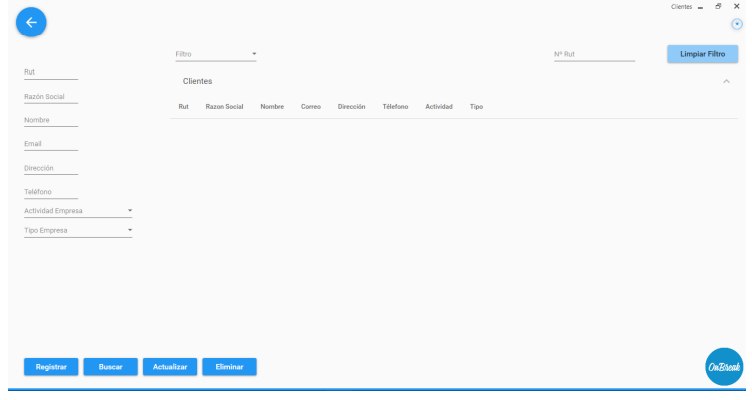 Clientes
Filtro
Nº Rut
Limpiar Filtro
Rut
Clientes
Razón Social
Rut Razon Social Nombre Correo Dirección Télefono Actividad Tipo
Nombre
Email
Dirección
Teléfono
Actividad Empresa
Tipo Empresa
Registrar Buscar Actualizar Eliminar
OnBreak